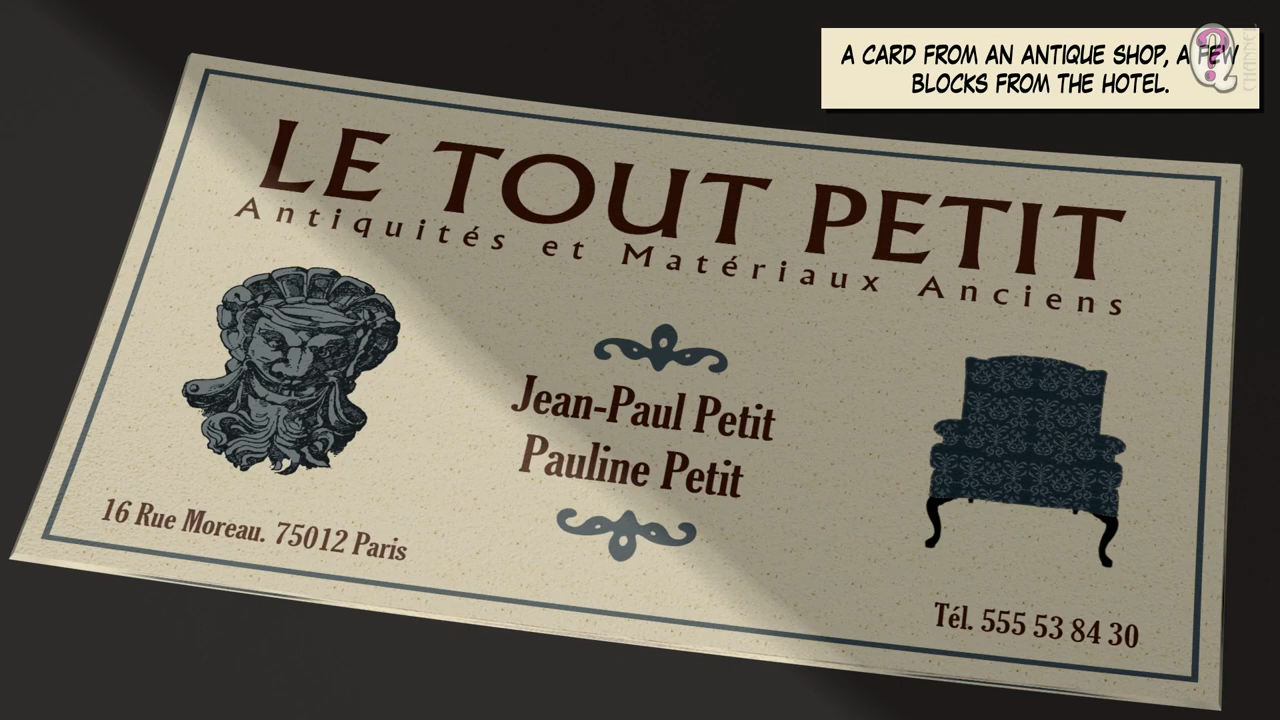 A CARD FROM AN ANTIQUE SHOP, A FEW
BLOCKS FROM THE HOTEL.
CHANNEL
LE TOUT PETIT
Antiquités et Matériaux Anciens
Jean-Paul Petit
Pauline Petit
16 Rue Moreau. 75012 Paris
Tél. 555 53 84 30